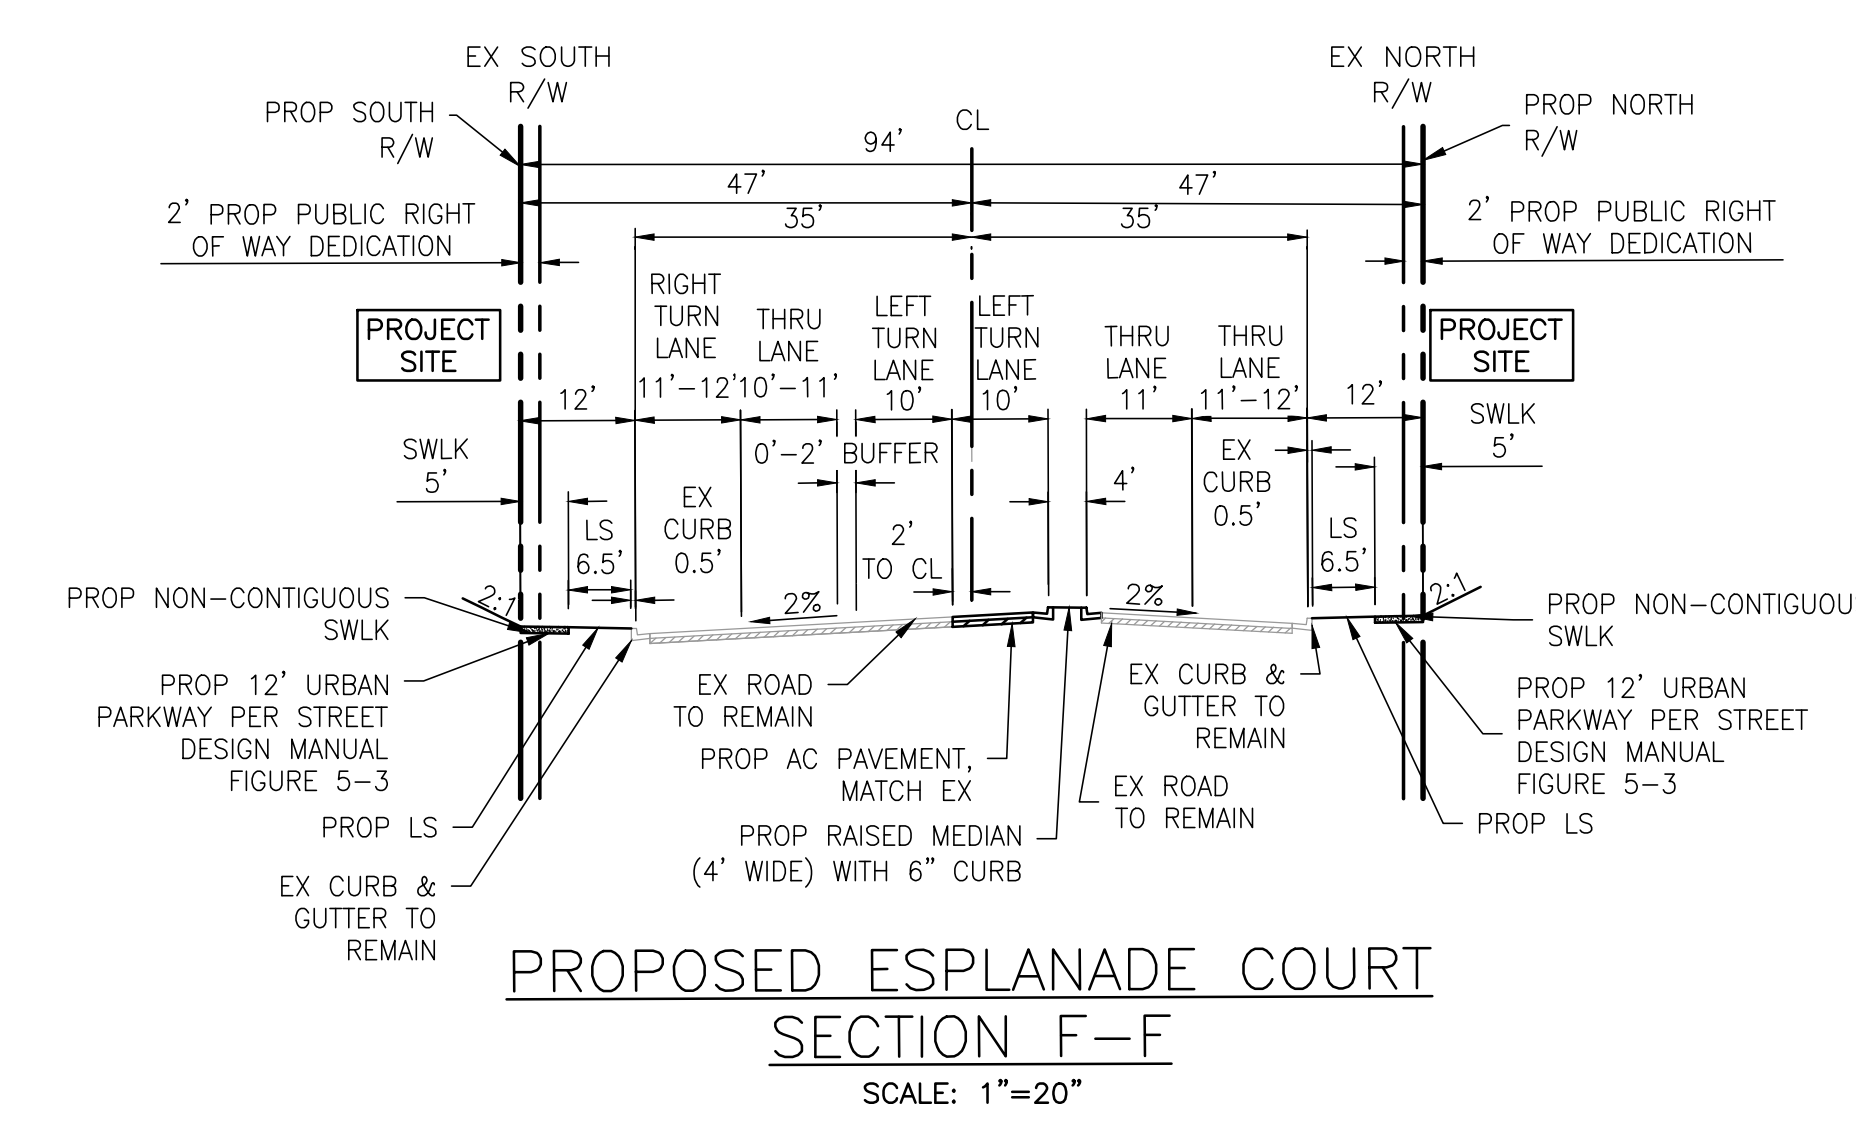 EX SOUTH
R/W
EX NORTH
R/W
PROP SOUTH
R/W
CL
PROP NORTH
R/W
94'
47'
47'
2' PROP PUBLIC RIGHT
OF WAY DEDICATION
35'
35'
2' PROP PUBLIC RIGHT
OF WAY DEDICATION
PROJECT
SITE
RIGHT
TURN
LANE
11'-12'
THRU
LANE
10'-11'
LEFT
TURN
LANE
10'
LEFT
TURN
LANE
10'
THRU
LANE
11'
THRU
LANE
11'-12'
PROJECT
SITE
12'
12'
SWLK
5'
0'-2' BUFFER
4'
EX
CURB
0.5'
SWLK
5'
LS
6.5'
EX
CURB
0.5'
2'
TO CL
LS
6.5'
2:1
2%
2%
2:1
PROP NON-CONTIGUOUS
SWLK
PROP NON-CONTIGUOU
SWLK
PROP 12' URBAN
PARKWAY PER STREET
DESIGN MANUAL
FIGURE 5-3
EX ROAD
TO REMAIN
EX CURB &
GUTTER TO
REMAIN
PROP 12' URBAN
PARKWAY PER STREET
DESIGN MANUAL
FIGURE 5-3
PROP AC PAVEMENT,
MATCH EX
EX ROAD
TO REMAIN
PROP LS
PROP RAISED MEDIAN
(4' WIDE) WITH 6" CURB
PROP LS
EX CURB &
GUTTER TO
REMAIN
PROPOSED ESPLANADE COURT
SECTION F-F
SCALE: 1"=20"